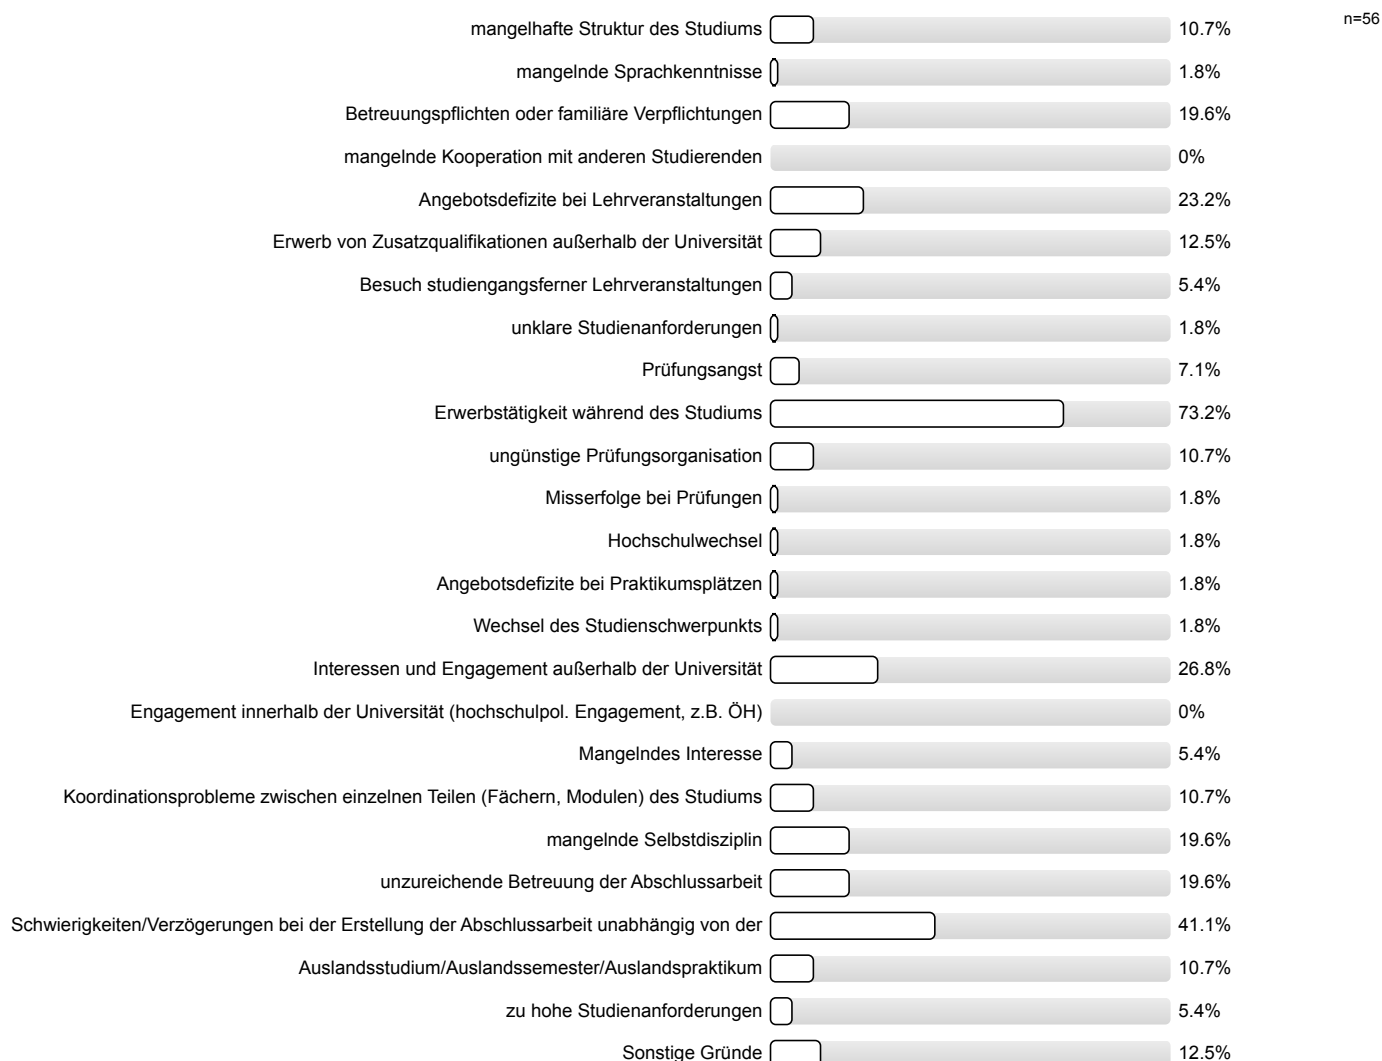 n=56
mangelhafte Struktur des Studiums 10.7%
mangelnde Sprachkenntnisse 1.8%
Betreuungspflichten oder familiäre Verpflichtungen 19.6%
mangelnde Kooperation mit anderen Studierenden 0%
Angebotsdefizite bei Lehrveranstaltungen 23.2%
Erwerb von Zusatzqualifikationen außerhalb der Universität 12.5%
Besuch studiengangsferner Lehrveranstaltungen 5.4%
unklare Studienanforderungen 1.8%
Prüfungsangst 7.1%
Erwerbstätigkeit während des Studiums 73.2%
ungünstige Prüfungsorganisation 10.7%
Misserfolge bei Prüfungen 1.8%
Hochschulwechsel 1.8%
Angebotsdefizite bei Praktikumsplätzen 1.8%
Wechsel des Studienschwerpunkts 1.8%
Interessen und Engagement außerhalb der Universität 26.8%
Engagement innerhalb der Universität (hochschulpol. Engagement, z.B. ÖH) 0%
Mangelndes Interesse 5.4%
Koordinationsprobleme zwischen einzelnen Teilen (Fächern, Modulen) des Studiums 10.7%
mangelnde Selbstdisziplin 19.6%
unzureichende Betreuung der Abschlussarbeit 19.6%
Schwierigkeiten/Verzögerungen bei der Erstellung der Abschlussarbeit unabhängig von der 41.1%
Auslandsstudium/Auslandssemester/Auslandspraktikum 10.7%
zu hohe Studienanforderungen 5.4%
Sonstige Gründe 12.5%